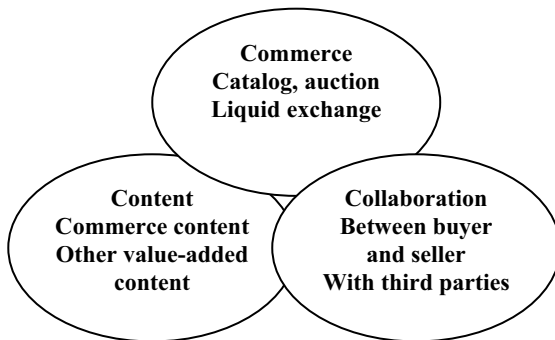 Commerce
Catalog, auction
Liquid exchange
Content
Commerce content
Other value-added
content
Collaboration
Between buyer
and seller
With third parties